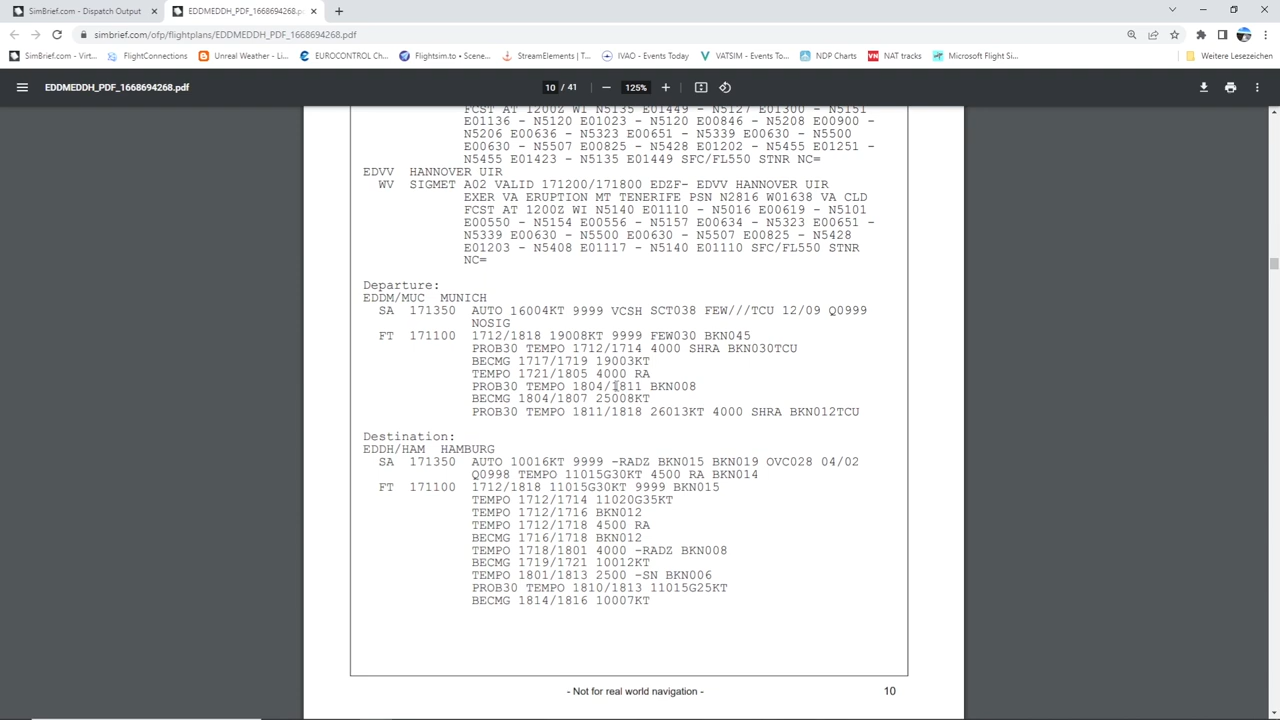 SimBrief.com - Dispatch Output
EDDMEDDH_PDF_1668694268.pdf
simbrief.com/ofp/flightplans/EDDMEDDH_PDF_1668694268.pdf
SimBrief.com - Virt...
FlightConnections
Unreal Weather - Li...
EUROCONTROL Ch...
Flightsim.to • Scene...
StreamElements | T...
IVAO - Events Today
VATSIM - Events To...
NDP Charts
NAT tracks
Microsoft Flight Si...
Weitere Lesezeichen
EDDMEDDH_PDF_1668694268.pdf
10 / 41
125%
FCST AT 1200Z WI N5135 E01449 - N5127 E01300 - N5151
E01136 - N5120 E01023 - N5120 E00846 - N5208 E00900 -
N5206 E00636 - N5323 E00651 - N5339 E00630 - N5500
E00630 - N5507 E00825 - N5428 E01202 - N5455 E01251 -
N5455 E01423 - N5135 E01449 SFC/FL550 STNR NC=
EDVV HANNOVER UIR
WV SIGMET A02 VALID 171200/171800 EDZF- EDVV HANNOVER UIR
EXER VA ERUPTION MT TENERIFE PSN N2816 W01638 VA CLD
FCST AT 1200Z WI N5140 E01110 - N5016 E00619 - N5101
E00550 - N5154 E00556 - N5157 E00634 - N5323 E00651 -
N5339 E00630 - N5500 E00630 - N5507 E00825 - N5428
E01203 - N5408 E01117 - N5140 E01110 SFC/FL550 STNR
NC=
Departure:
EDDM/MUC MUNICH
SA 171350 AUTO 16004KT 9999 VCSH SCT038 FEW///TCU 12/09 Q0999
NOSIG
FT 171100 1712/1818 19008KT 9999 FEW030 BKN045
PROB30 TEMPO 1712/1714 4000 SHRA BKN030TCU
BECMG 1717/1719 19003KT
TEMPO 1721/1805 4000 RA
PROB30 TEMPO 1804/1811 BKN008
BECMG 1804/1807 25008KT
PROB30 TEMPO 1811/1818 26013KT 4000 SHRA BKN012TCU
Destination:
EDDH/HAM HAMBURG
SA 171350 AUTO 10016KT 9999 -RADZ BKN015 BKN019 OVC028 04/02
Q0998 TEMPO 11015G30KT 4500 RA BKN014
FT 171100 1712/1818 11015G30KT 9999 BKN015
TEMPO 1712/1714 11020G35KT
TEMPO 1712/1716 BKN012
TEMPO 1712/1718 4500 RA
BECMG 1716/1718 BKN012
TEMPO 1718/1801 4000 -RADZ BKN008
BECMG 1719/1721 10012KT
TEMPO 1801/1813 2500 -SN BKN006
PROB30 TEMPO 1810/1813 11015G25KT
BECMG 1814/1816 10007KT
- Not for real world navigation -
10